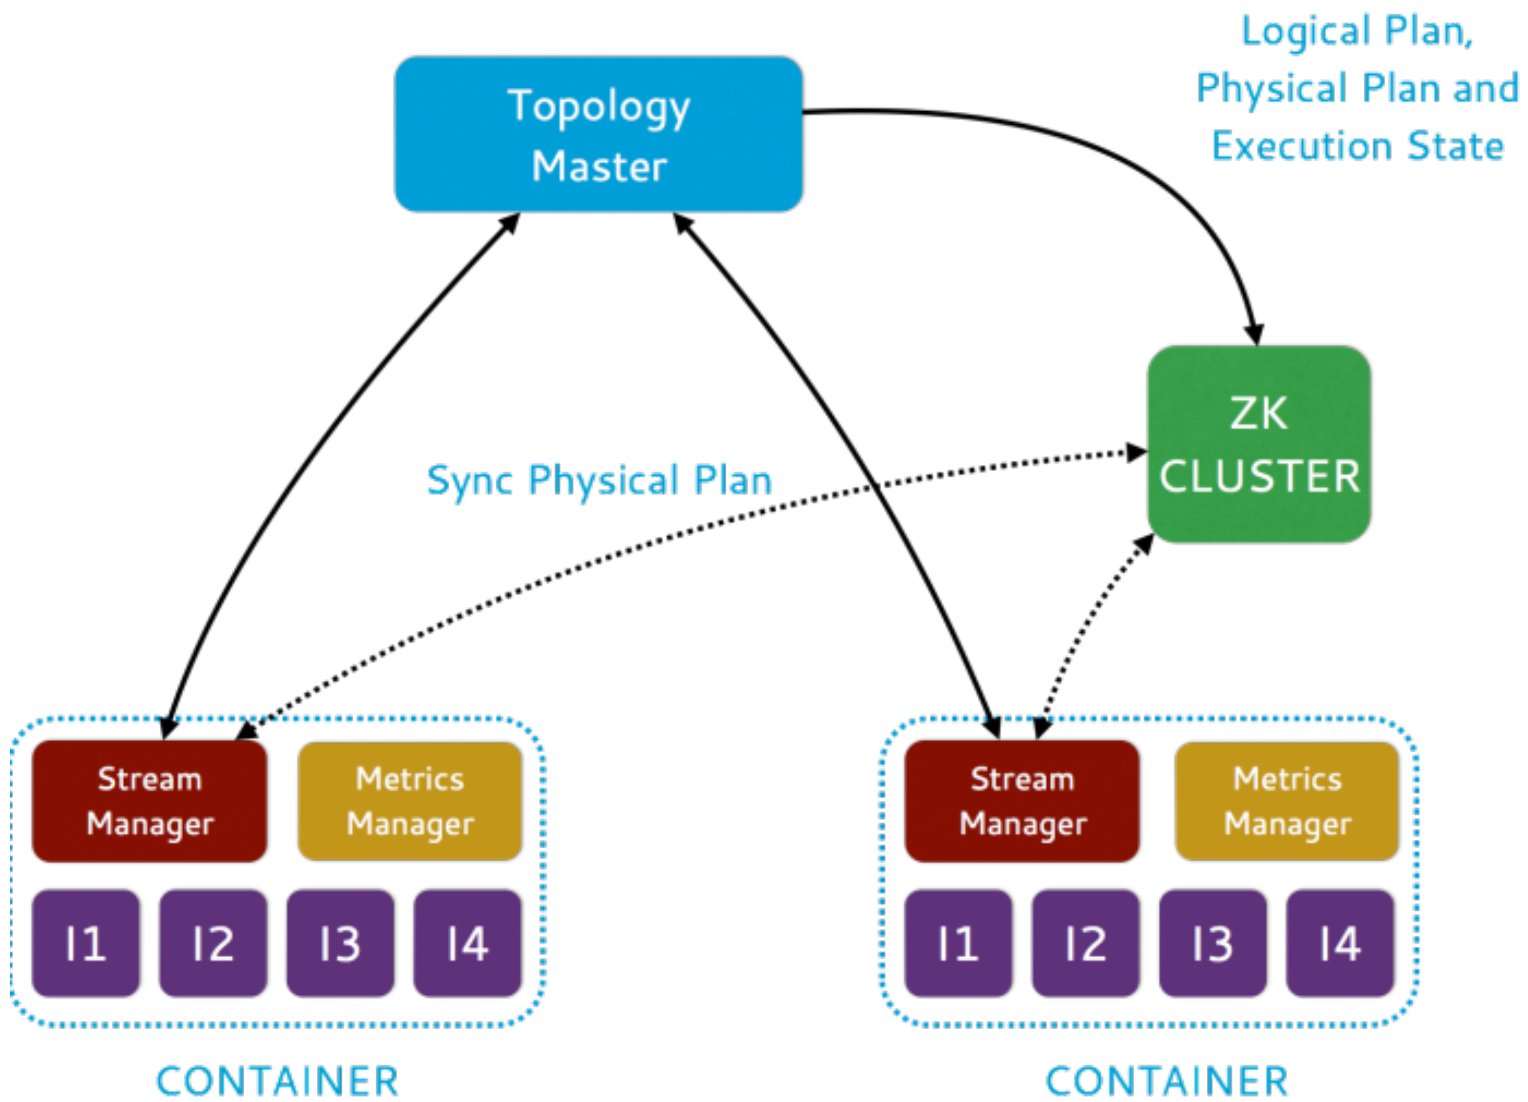 Logical Plan,
Physical Plan and
Execution State
Topology
Master
ZK
CLUSTER
Sync Physical Plan
Stream
Manager
Metrics
Manager
I1
I2
I3
I4
CONTAINER
Stream
Manager
Metrics
Manager
I1
I2
I3
I4
CONTAINER